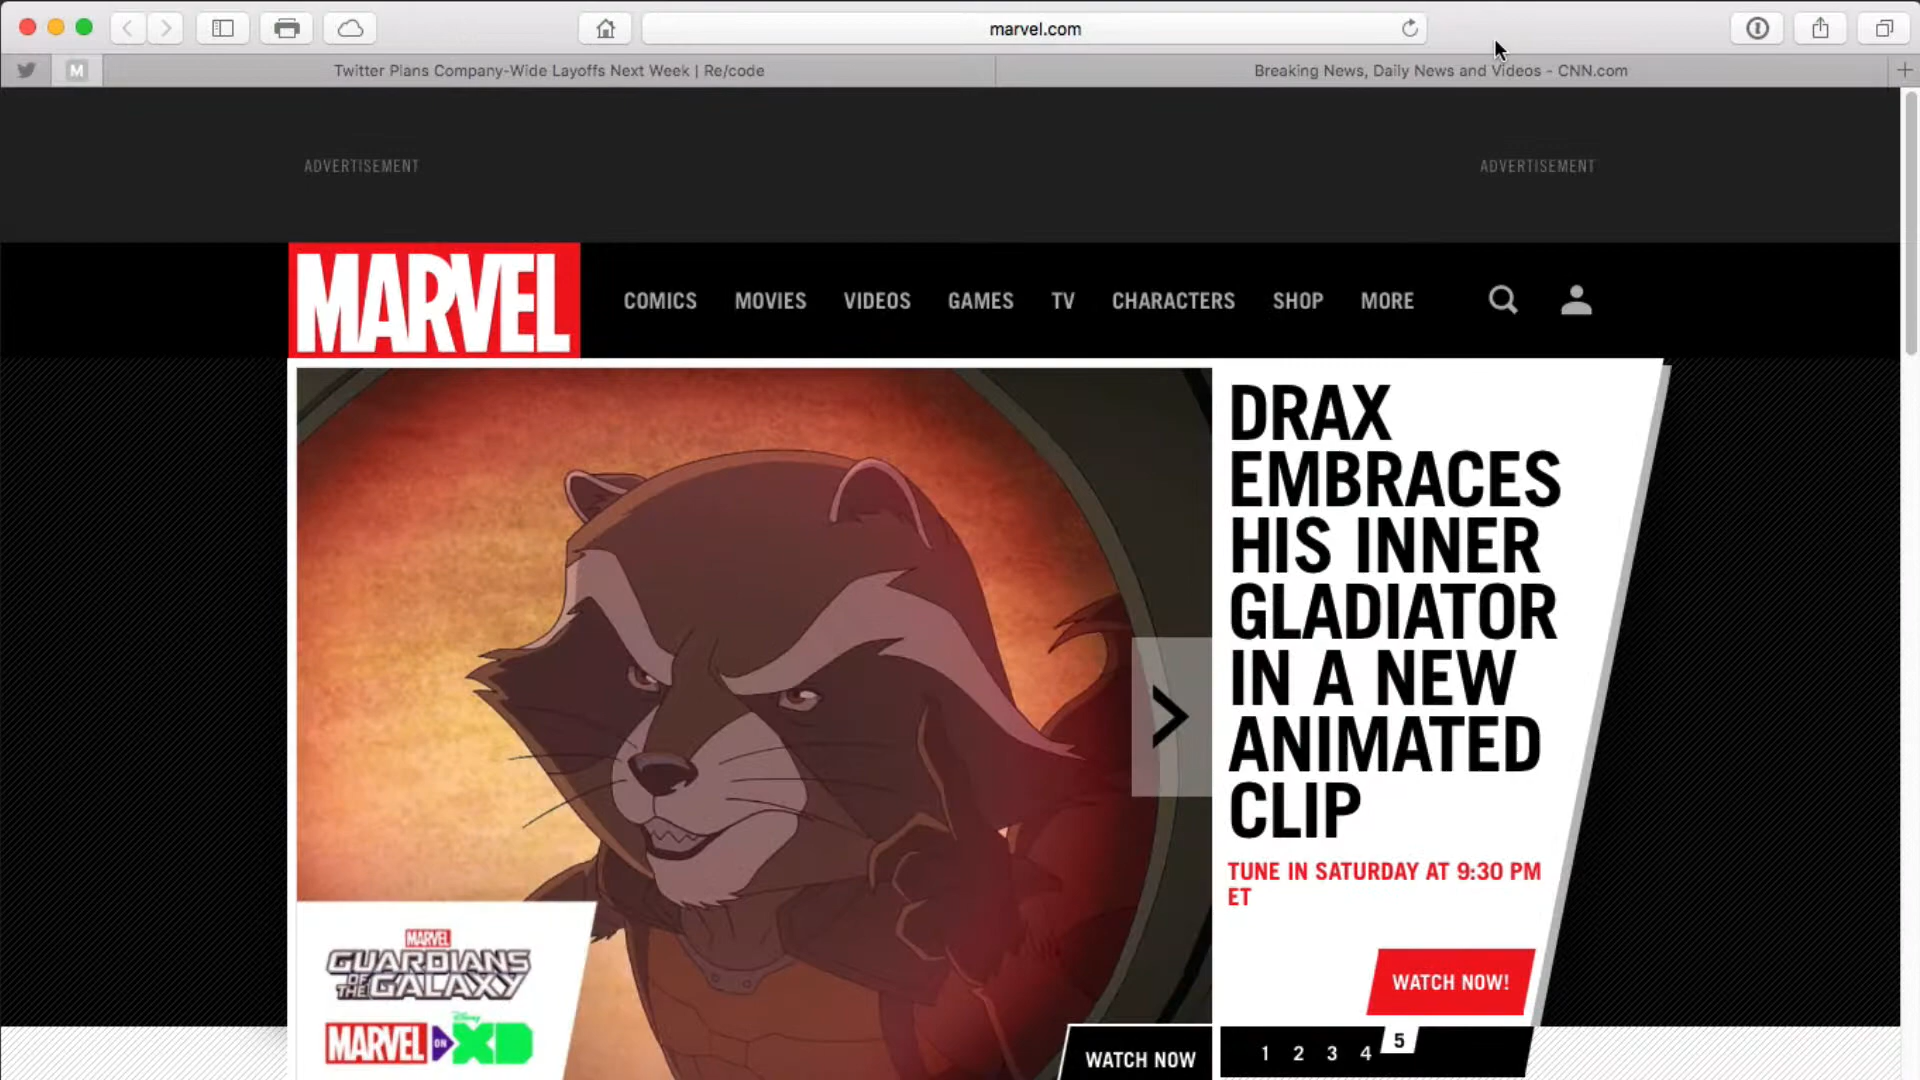 marvel.com
M
Twitter Plans Company-Wide Layoffs Next Week | Re/code
Breaking News, Daily News and Videos - CNN.com
ADVERTISEMENT
ADVERTISEMENT
MARVEL
COMICS MOVIES VIDEOS GAMES TV CHARACTERS SHOP MORE
DRAX
EMBRACES
HIS INNER
GLADIATOR
IN A NEW
ANIMATED
CLIP
TUNE IN SATURDAY AT 9:30 PM
ET
WATCH NOW!
MARVEL
GUARDIANS
OF THE GALAXY
MARVEL ON Disney XD
WATCH NOW
1 2 3 4 5